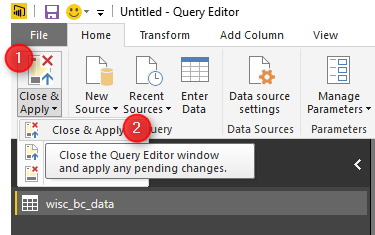 Untitled - Query Editor
File Home Transform Add Column View
1
Close & Apply New Source Recent Sources Enter Data Data source settings Manage Parameters
Close & Apply 2 Query Data Sources Parameters
Close the Query Editor window
and apply any pending changes.
wisc_bc_data